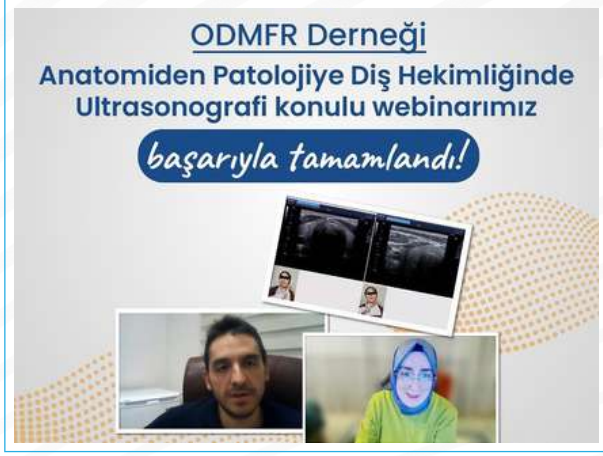 ODMFR Derneği
Anatomiden Patolojiye Diş Hekimliğinde
Ultrasonografi konulu webinarımız
başarıyla tamamlandı!